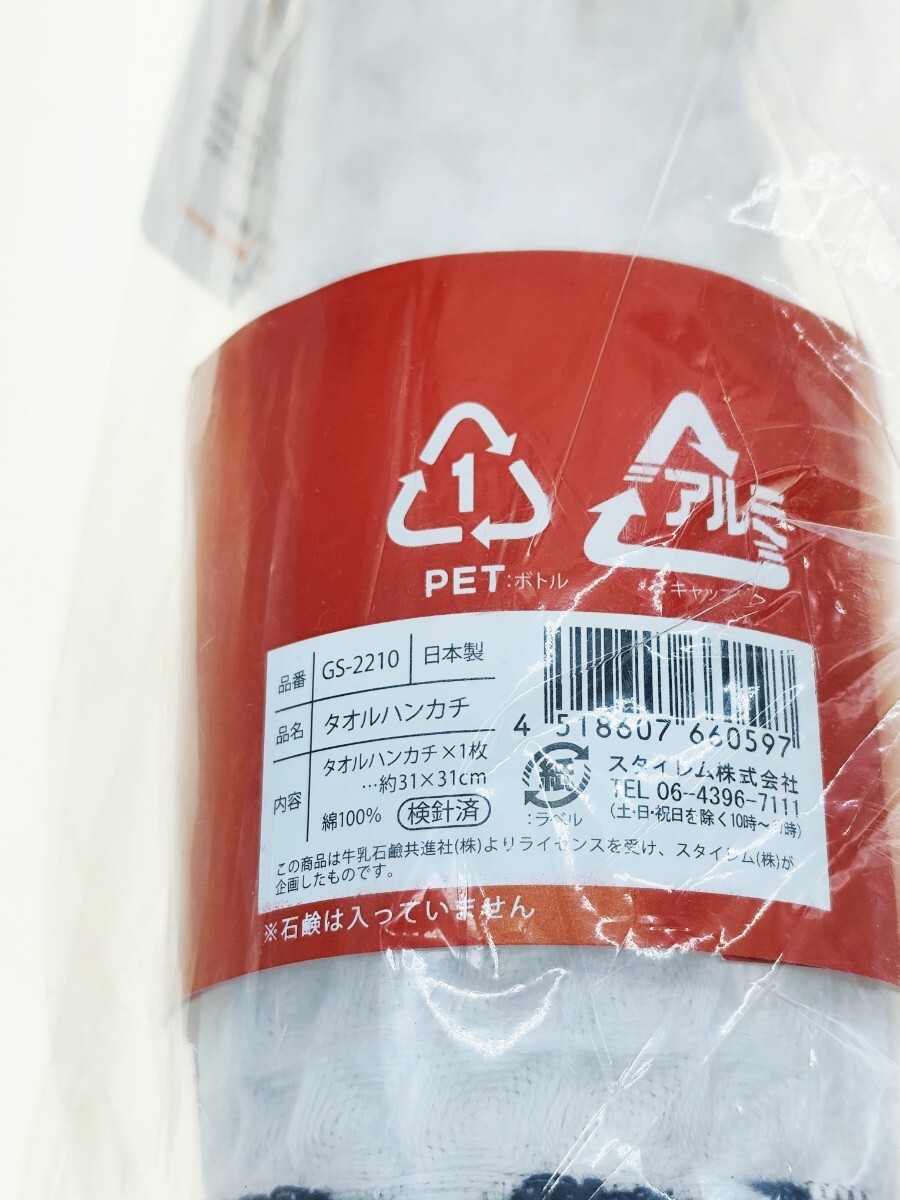 1
アルミ
PET:ボトル
キャップ
品番 GS-2210 日本製
品名 タオルハンカチ
内容 タオルハンカチ×1枚
…約31×31cm
綿100% 検針済
4 518607 660597
紙
:ラベル
スタイレム株式会社
TEL 06-4396-7111
(土・日・祝日を除く10時~ 時)
この商品は牛乳石鹸共進社(株)よりライセンスを受け、スタイレム(株)が
企画したものです。
※石鹸は入っていません